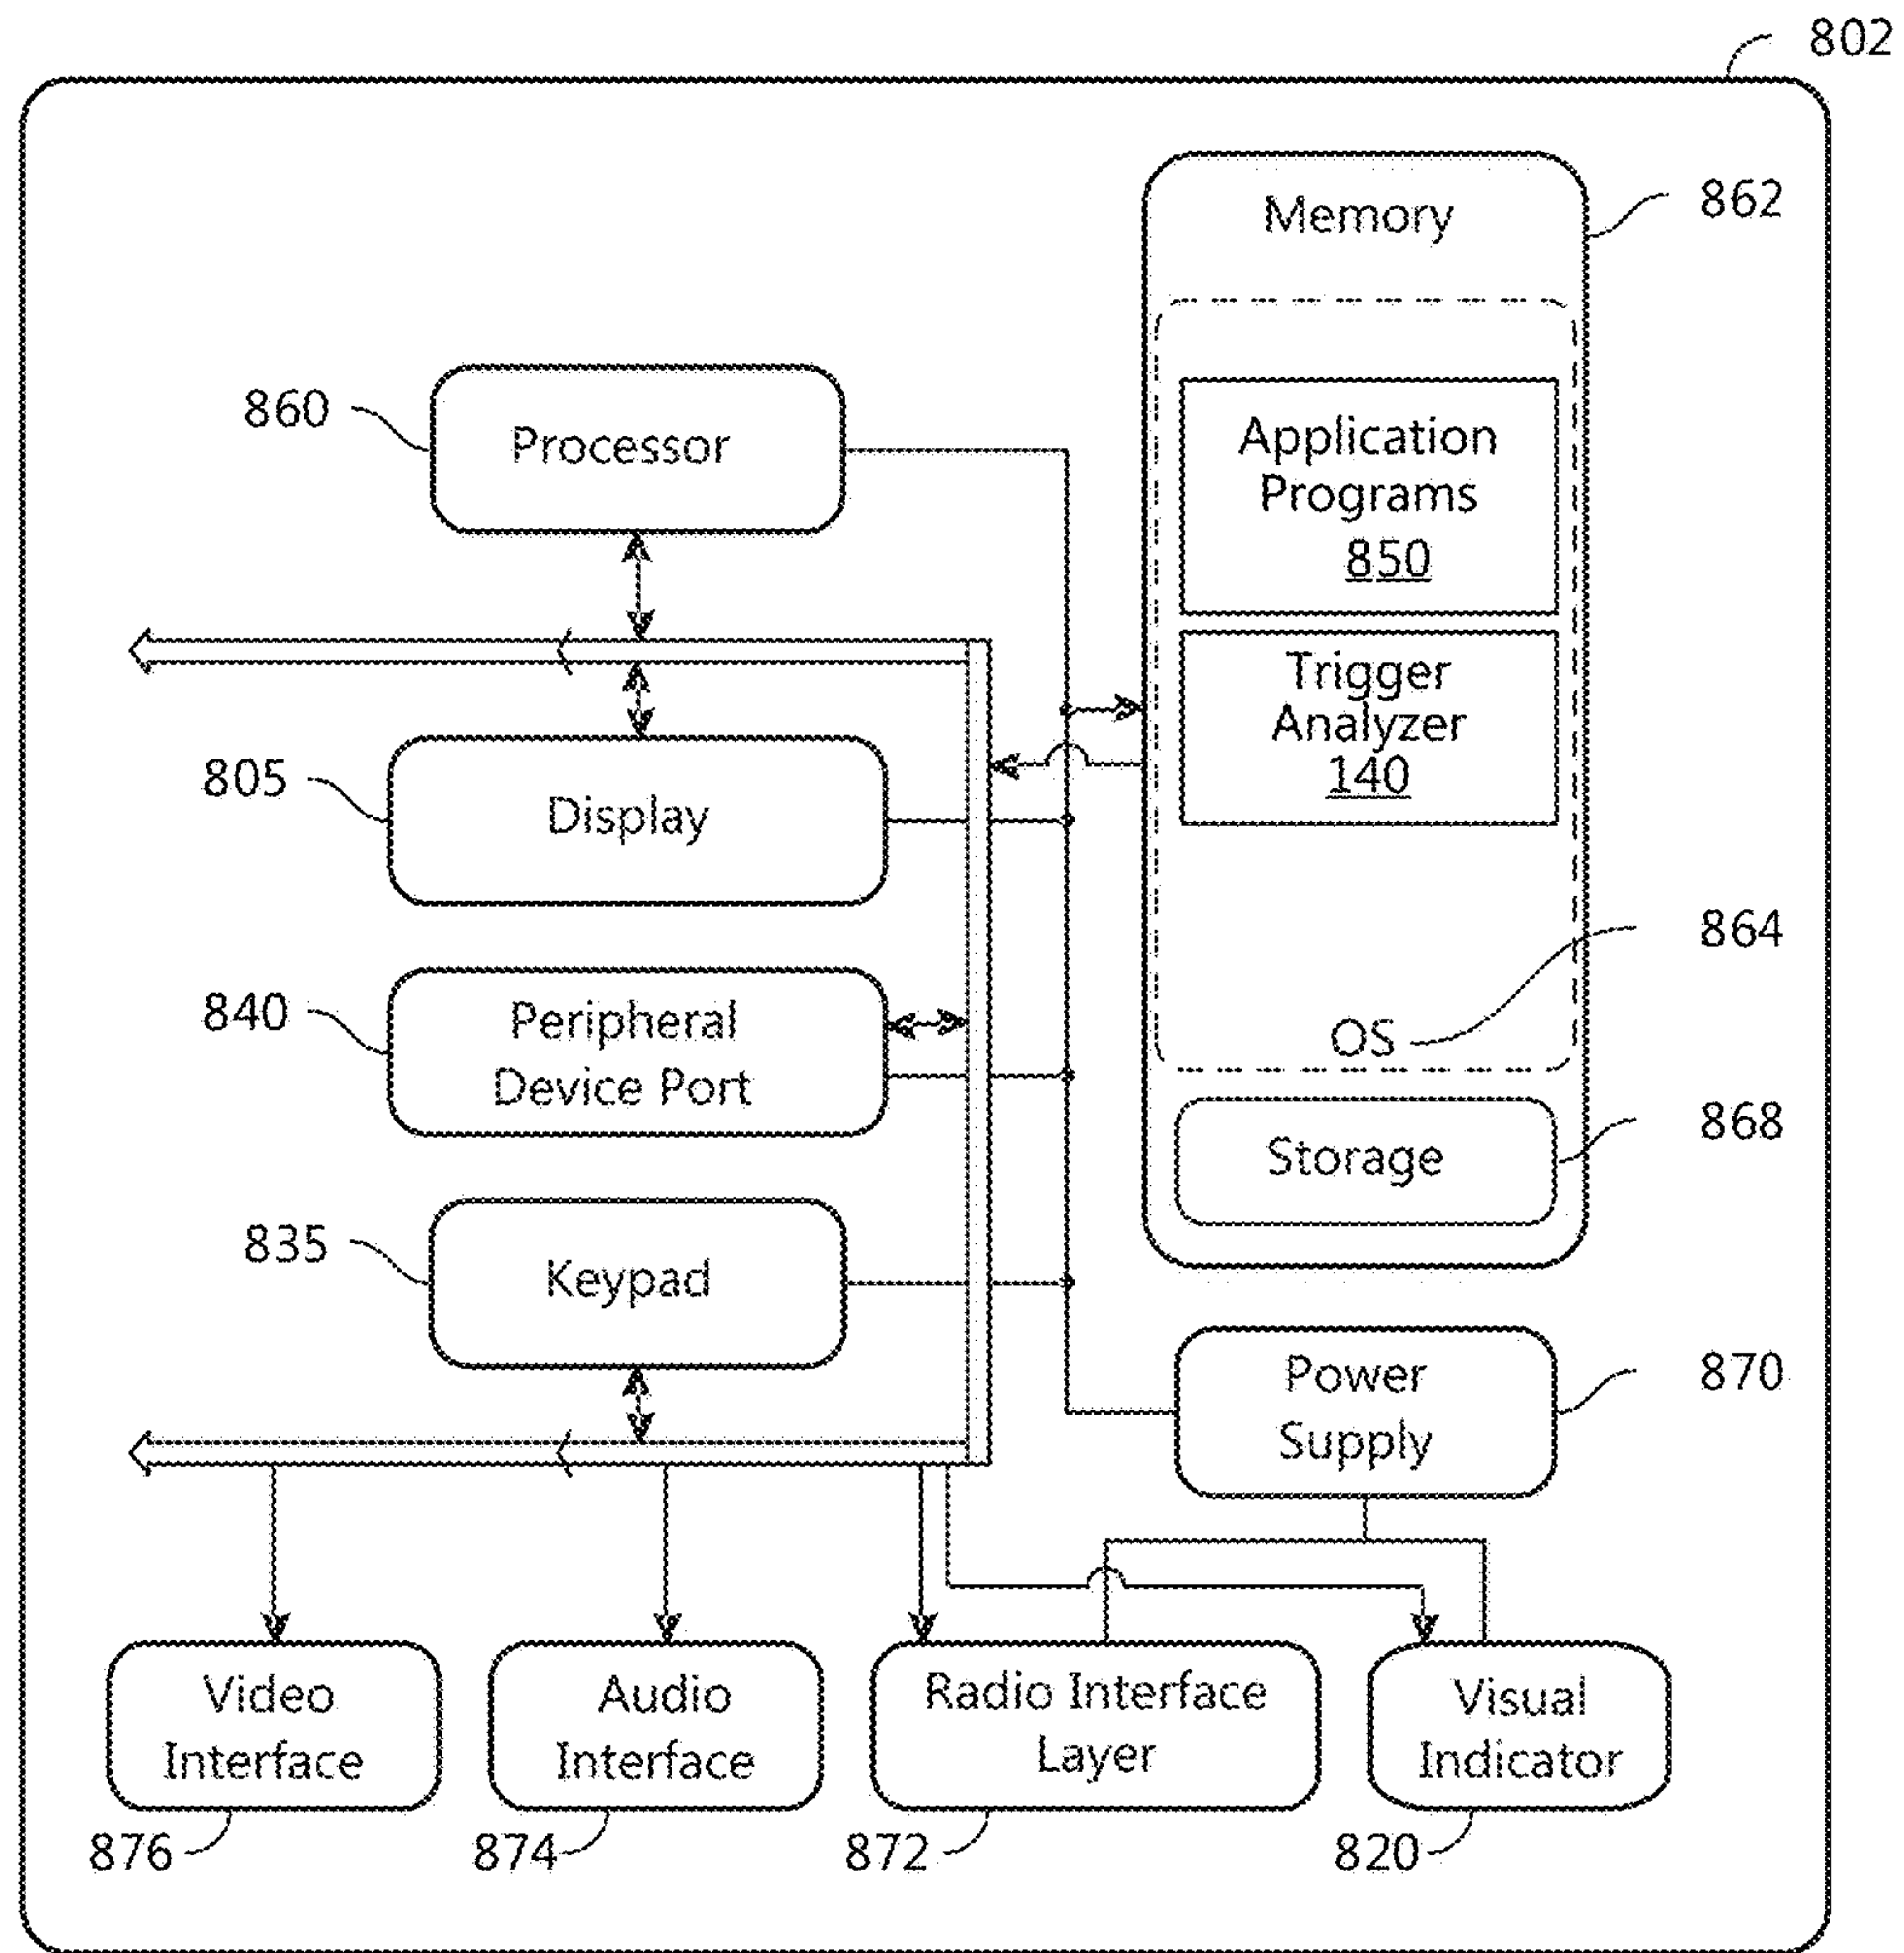 802
Memory
862
Application
Programs
850
860
Processor
Trigger
Analyzer
140
805
Display
864
840
Peripheral
Device Port
OS
868
Storage
835
Keypad
Power
Supply
870
Video
Interface
Audio
Interface
Radio Interface
Layer
Visual
Indicator
876
874
872
820